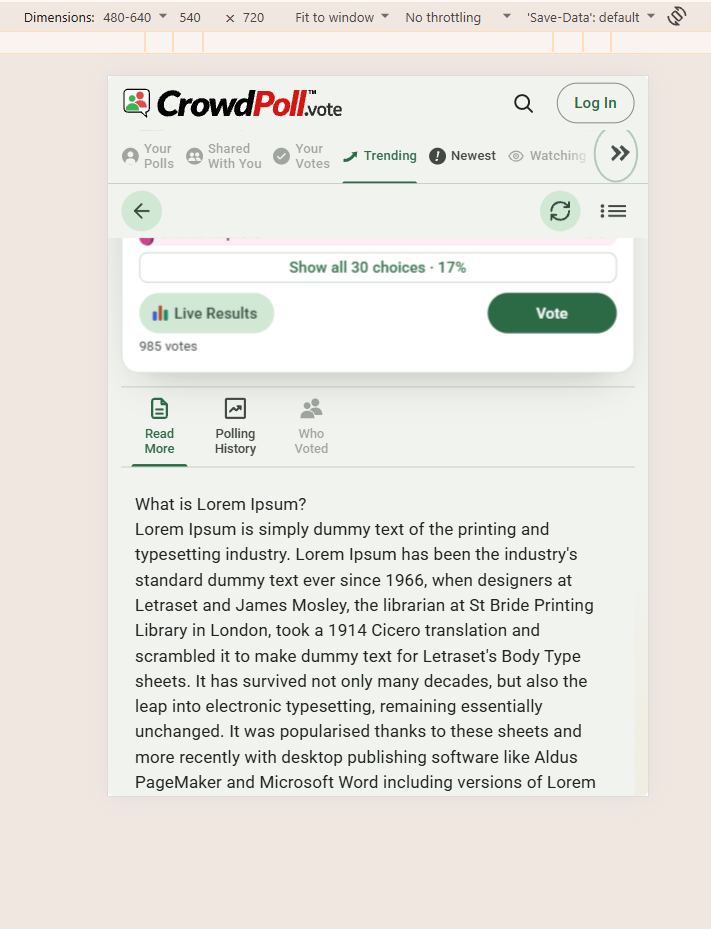 Dimensions: 480-640 540 × 720 Fit to window No throttling 'Save-Data': default
CrowdPoll.vote™ Log In
Your Polls
Shared With You
Your Votes
Trending
Newest
Watching
Show all 30 choices · 17%
Live Results
Vote
985 votes
Read More
Polling History
Who Voted
What is Lorem Ipsum?
Lorem Ipsum is simply dummy text of the printing and
typesetting industry. Lorem Ipsum has been the industry's
standard dummy text ever since 1966, when designers at
Letraset and James Mosley, the librarian at St Bride Printing
Library in London, took a 1914 Cicero translation and
scrambled it to make dummy text for Letraset's Body Type
sheets. It has survived not only many decades, but also the
leap into electronic typesetting, remaining essentially
unchanged. It was popularised thanks to these sheets and
more recently with desktop publishing software like Aldus
PageMaker and Microsoft Word including versions of Lorem